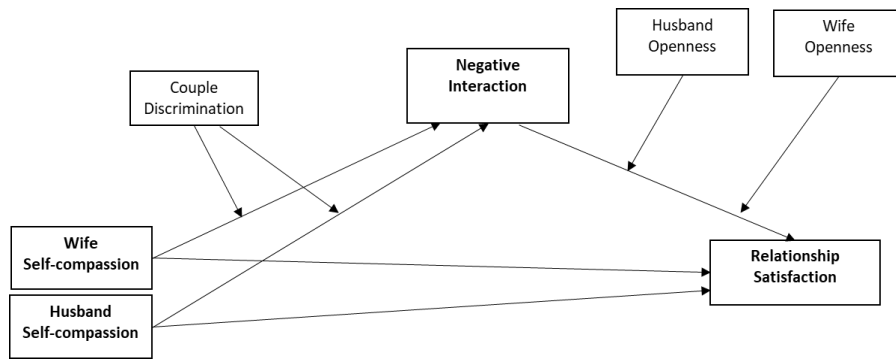 Husband
Openness
Wife
Openness
Negative
Interaction
Couple
Discrimination
Wife
Self-compassion
Husband
Self-compassion
Relationship
Satisfaction